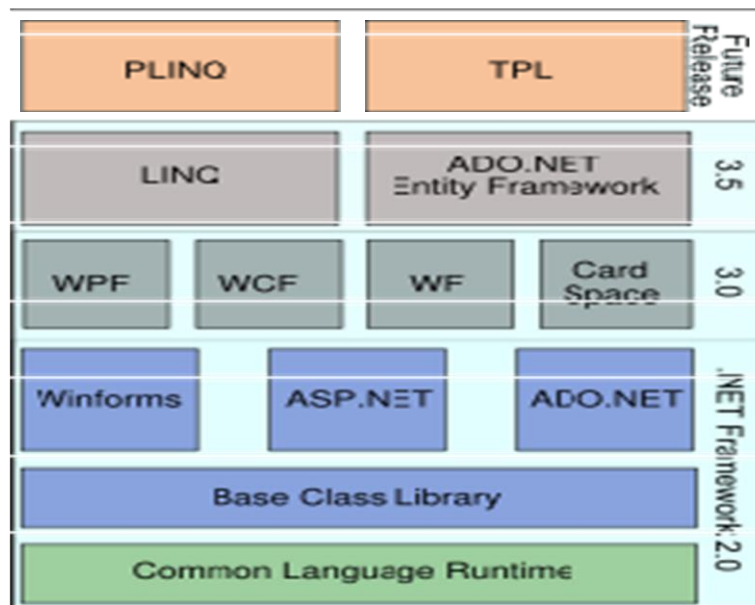 PLINQ
TPL
Future
Release
LINQ
ADO.NET
Entity Framework
3.5
WPF
WCF
WF
Card
Space
3.0
Winforms
ASP.NET
ADO.NET
.NET Framework 2.0
Base Class Library
Common Language Runtime